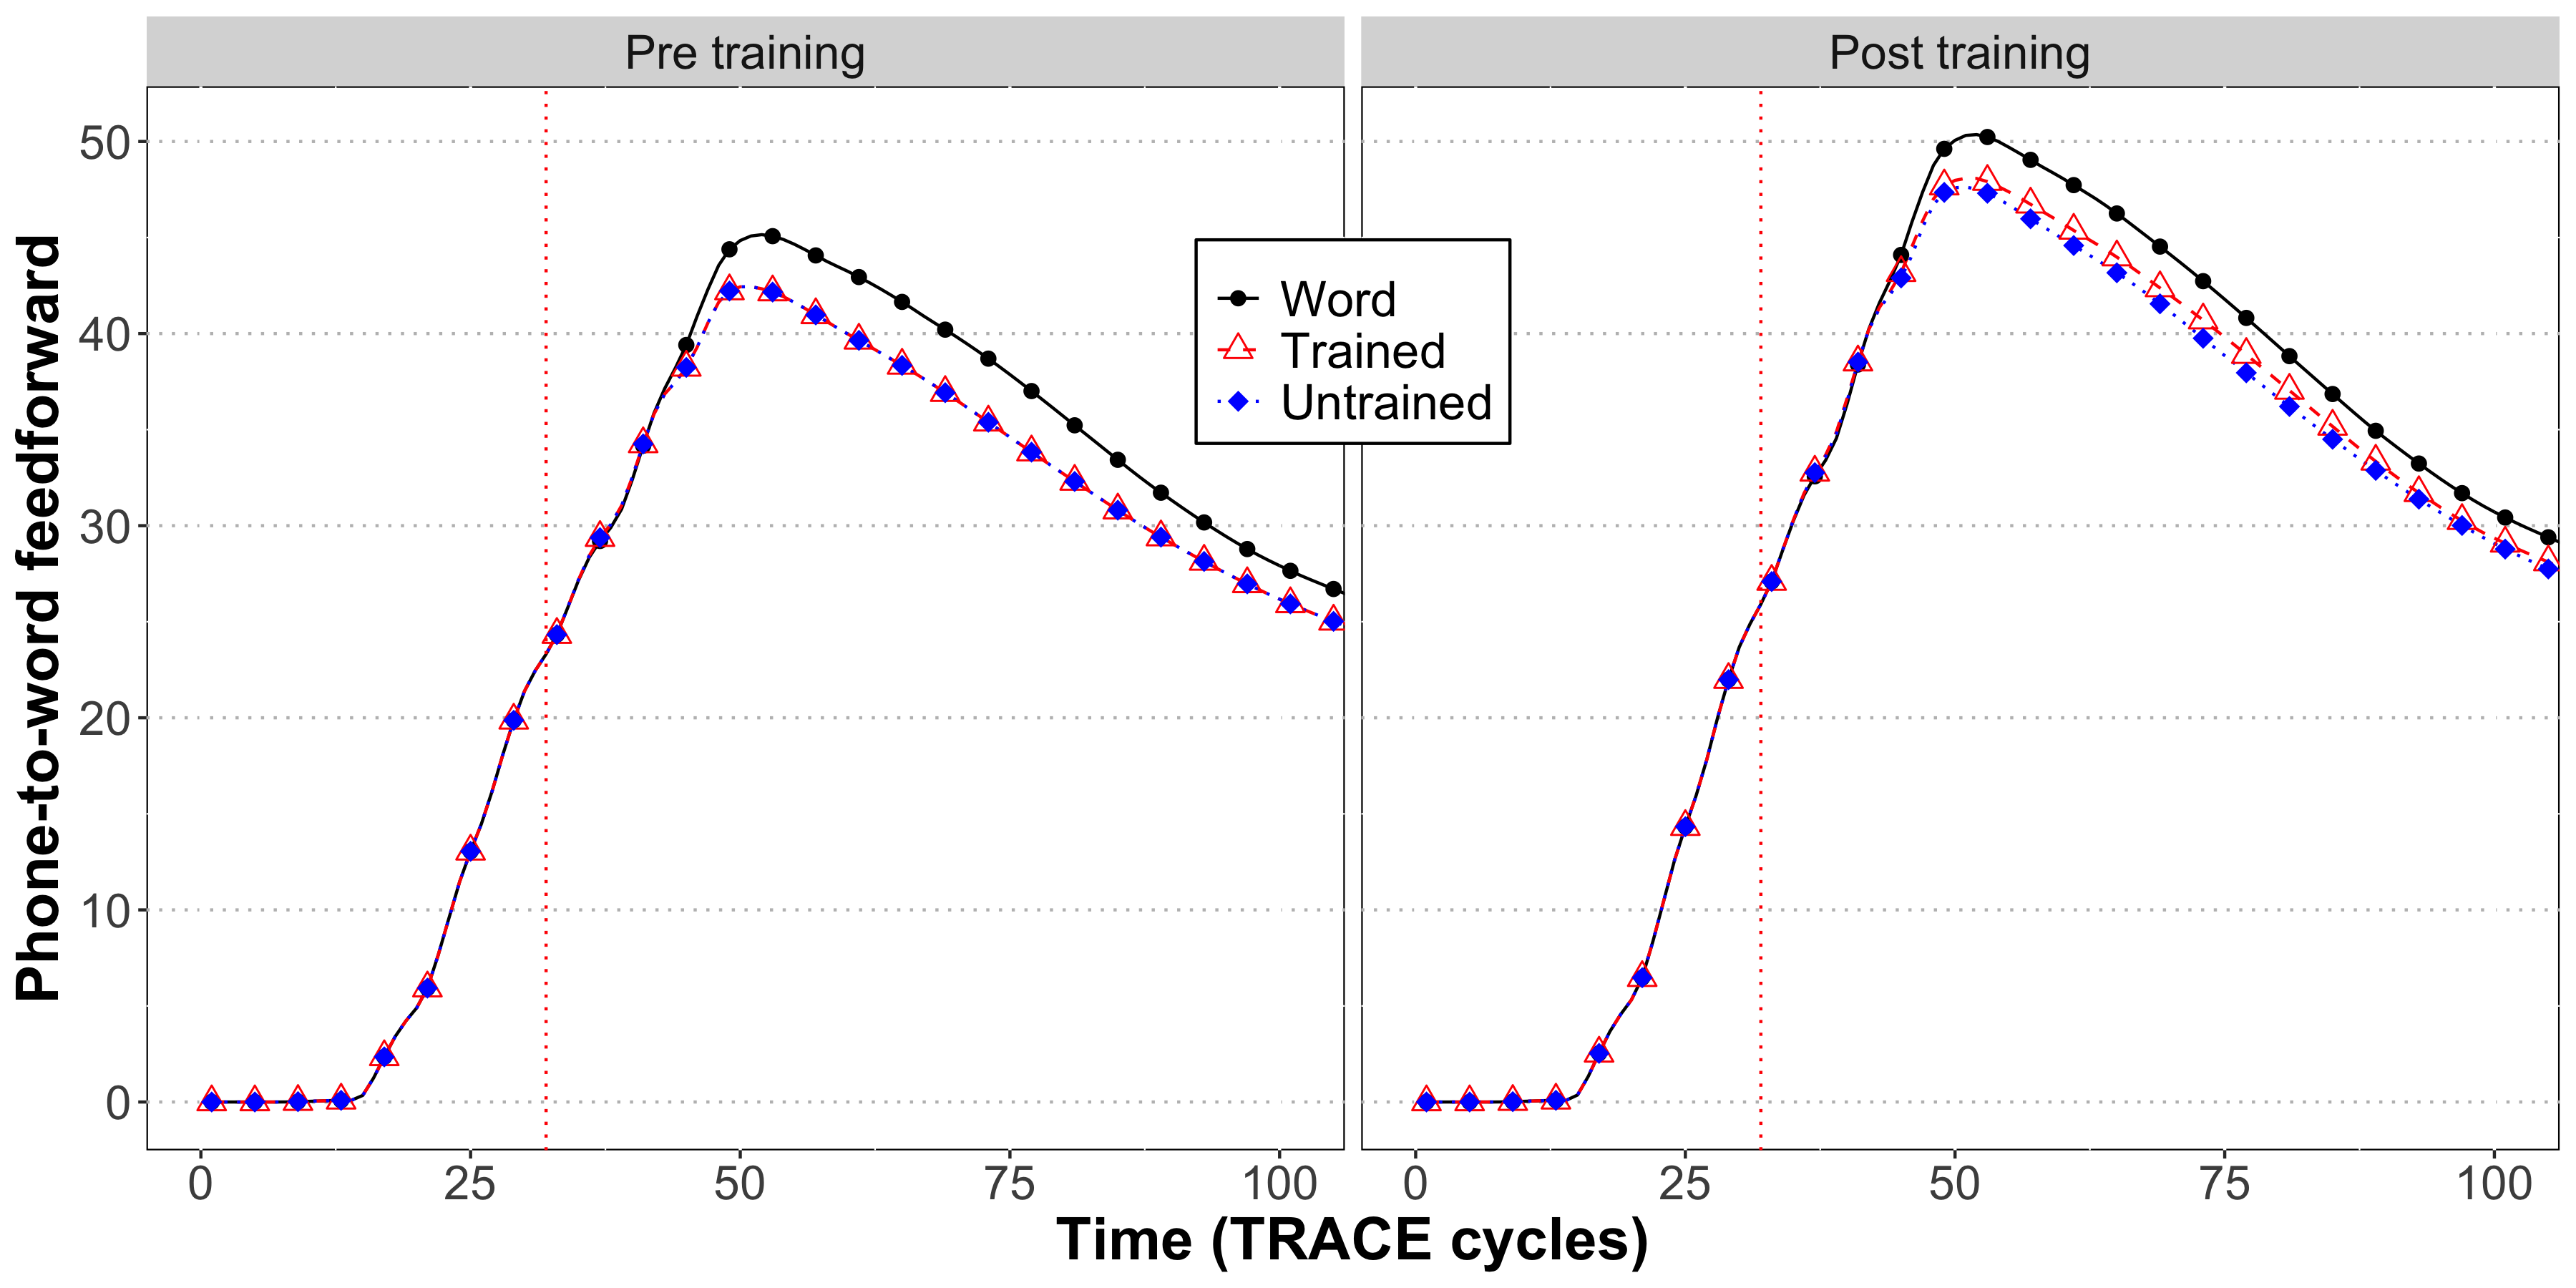 Pre training
Post training
Phone-to-word feedforward
50
40
30
20
10
0
Word
Trained
Untrained
0 25 50 75 100
0 25 50 75 100
Time (TRACE cycles)